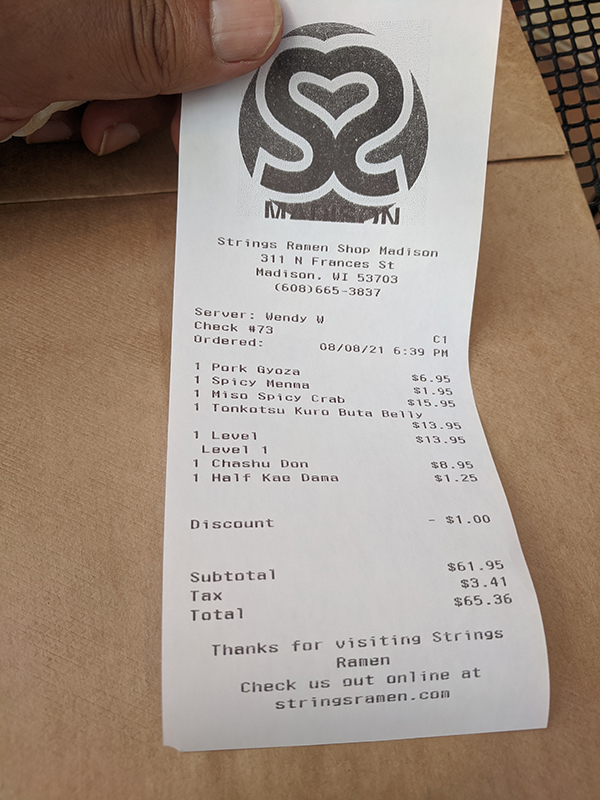 MADISON
Strings Ramen Shop Madison
311 N Frances St
Madison, WI 53703
(608)665-3837
Server: Wendy W
Check #73 C1
Ordered: 08/08/21 6:39 PM
1 Pork Gyoza $6.95
1 Spicy Menma $1.95
1 Miso Spicy Crab $15.95
1 Tonkotsu Kuro Buta Belly
$13.95
1 Level $13.95
Level 1
1 Chashu Don $8.95
1 Half Kae Dama $1.25
Discount - $1.00
Subtotal $61.95
Tax $3.41
Total $65.36
Thanks for visiting Strings
Ramen
Check us out online at
stringsramen.com